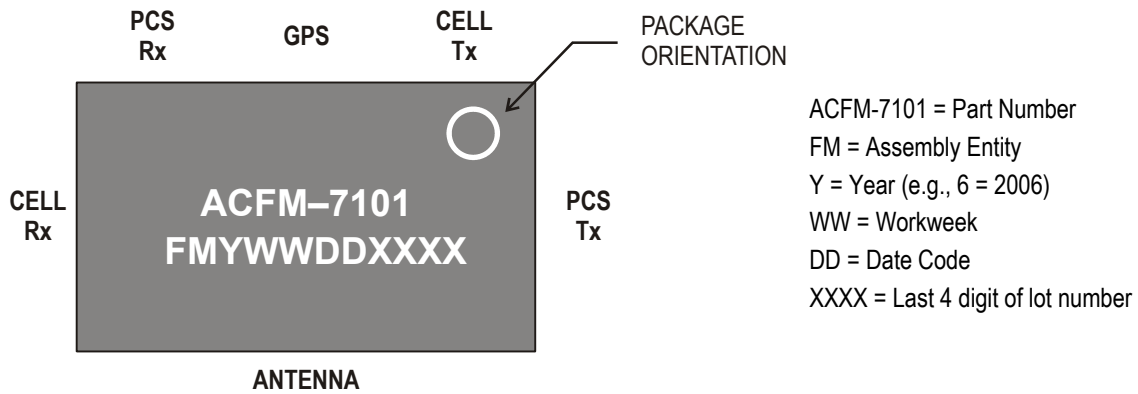 PCS
Rx
GPS
CELL
Tx
PACKAGE
ORIENTATION
CELL
Rx
ACFM–7101
FMYWWDDXXXX
PCS
Tx
ANTENNA
ACFM-7101 = Part Number
FM = Assembly Entity
Y = Year (e.g., 6 = 2006)
WW = Workweek
DD = Date Code
XXXX = Last 4 digit of lot number